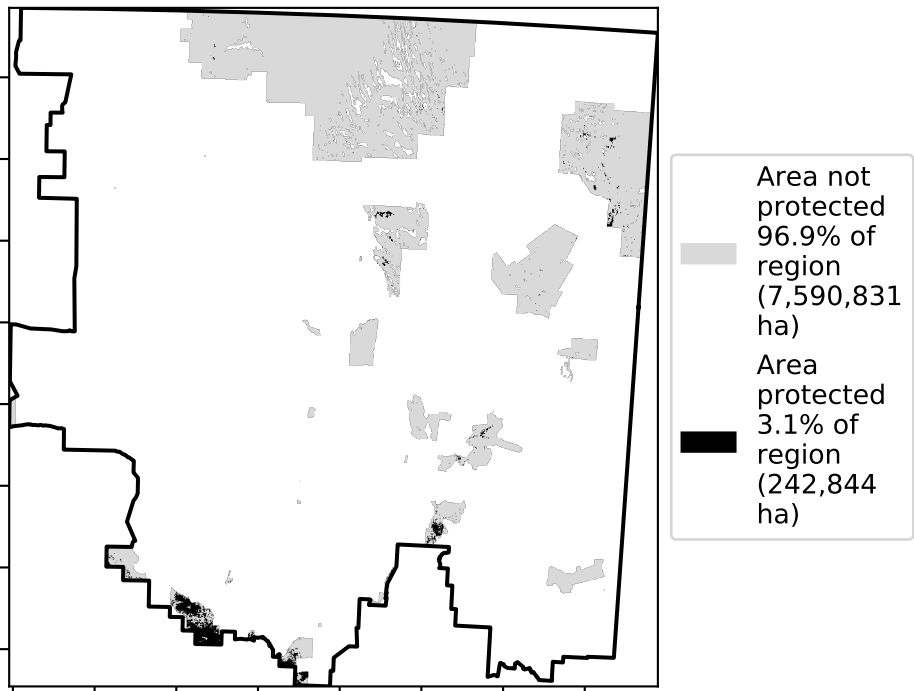 Area not
protected
96.9% of
region
(7,590,831
ha)
Area
protected
3.1% of
region
(242,844
ha)